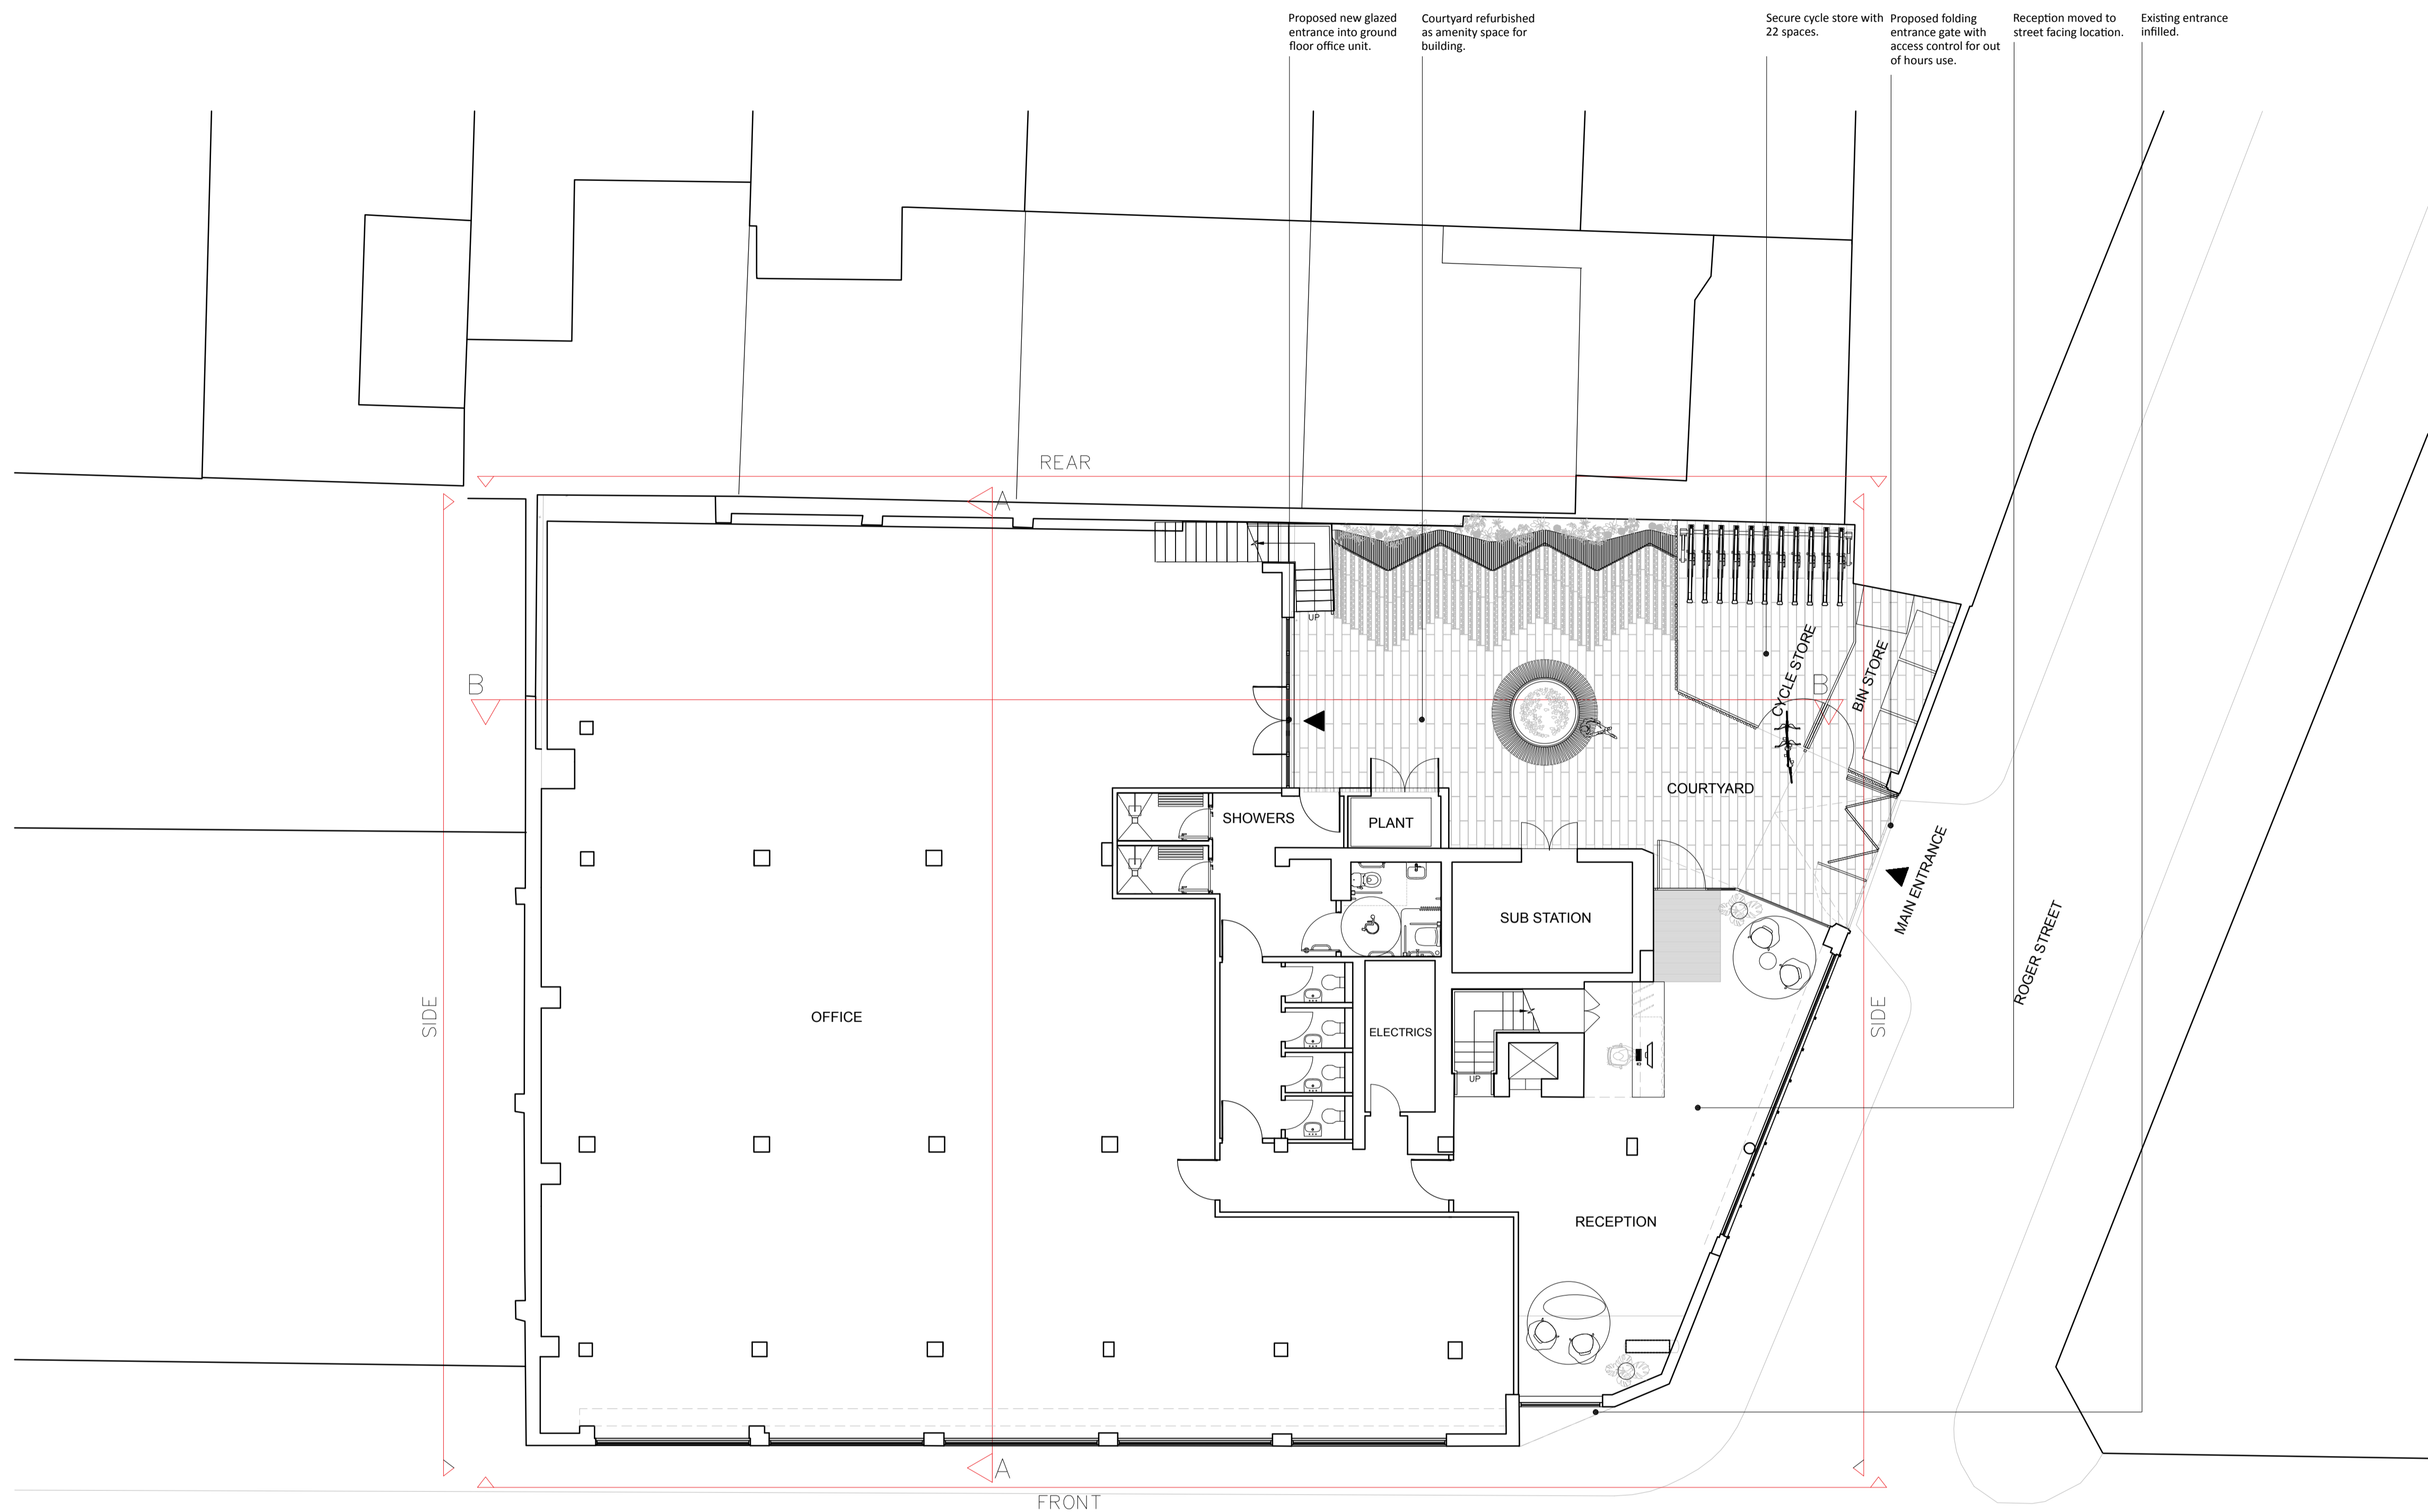 Proposed new glazed
entrance into ground
floor office unit.
Courtyard refurbished
as amenity space for
building.
Secure cycle store with
22 spaces.
Proposed folding
entrance gate with
access control for out
of hours use.
Reception moved to
street facing location.
Existing entrance
infilled.
REAR
A
UP
CYCLE STORE
BIN STORE
B
B
COURTYARD
SHOWERS
PLANT
MAIN ENTRANCE
SUB STATION
ROGER STREET
SIDE
OFFICE
ELECTRICS
SIDE
UP
RECEPTION
A
FRONT